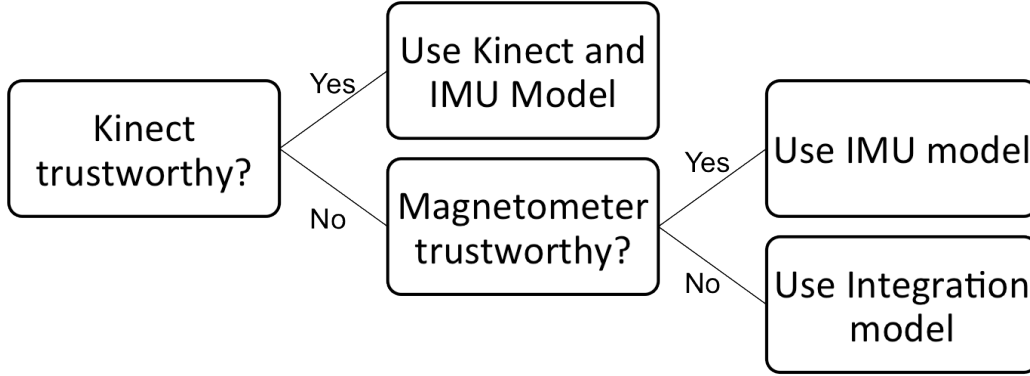 Kinect
trustworthy?
Yes
No
Use Kinect and
IMU Model
Magnetometer
trustworthy?
Yes
No
Use IMU model
Use Integration
model